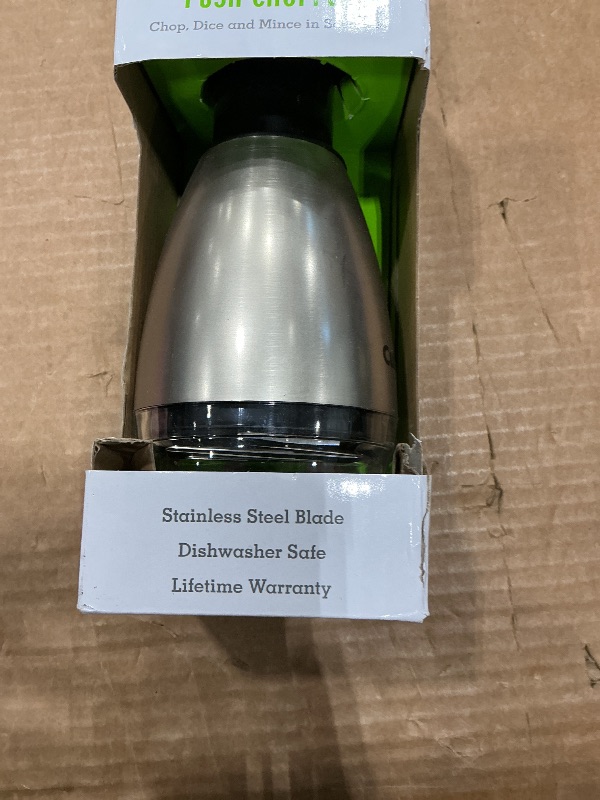 Chop, Dice and Mince in
Stainless Steel Blade
Dishwasher Safe
Lifetime Warranty